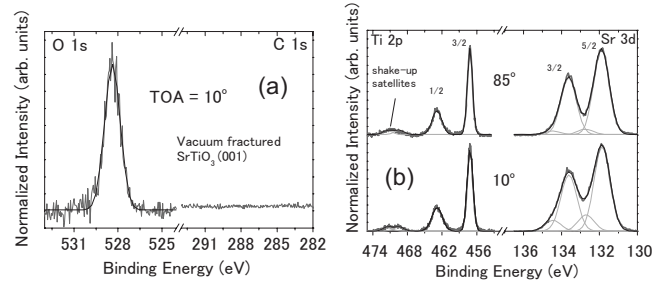 O 1s
C 1s
(a)
TOA = 10°
Vacuum fractured
SrTiO3(001)
Normalized Intensity (arb. units)
531 528 525 291 288 285 282
Binding Energy (eV)
Ti 2p
3/2
Sr 3d
5/2
3/2
85°
shake-up
satellites
1/2
(b)
10°
Normalized Intensity (arb. units)
474 468 462 456 136 134 132 130
Binding Energy (eV)